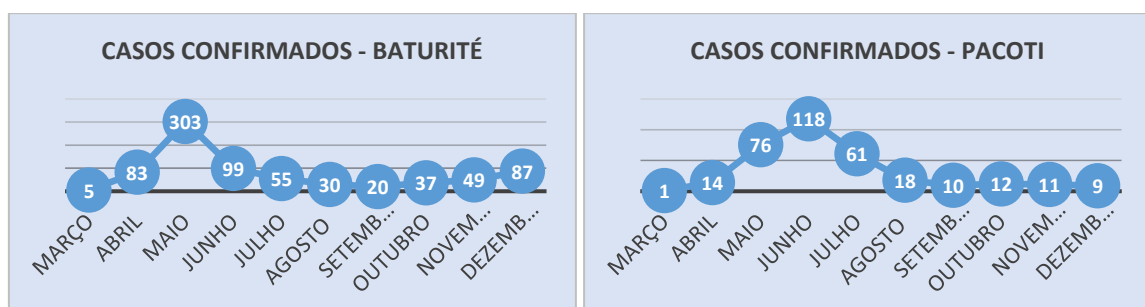 CASOS CONFIRMADOS - BATURITÉ
303
83
99
55
30
20
37
49
87
5
MARÇO
ABRIL
MAIO
JUNHO
JULHO
AGOSTO
SETEMB...
OUTUBRO
NOVEM...
DEZEMB...
CASOS CONFIRMADOS - PACOTI
118
76
61
1
14
18
10
12
11
9
MARÇO
ABRIL
MAIO
JUNHO
JULHO
AGOSTO
SETEMB...
OUTUBRO
NOVEM...
DEZEMB...